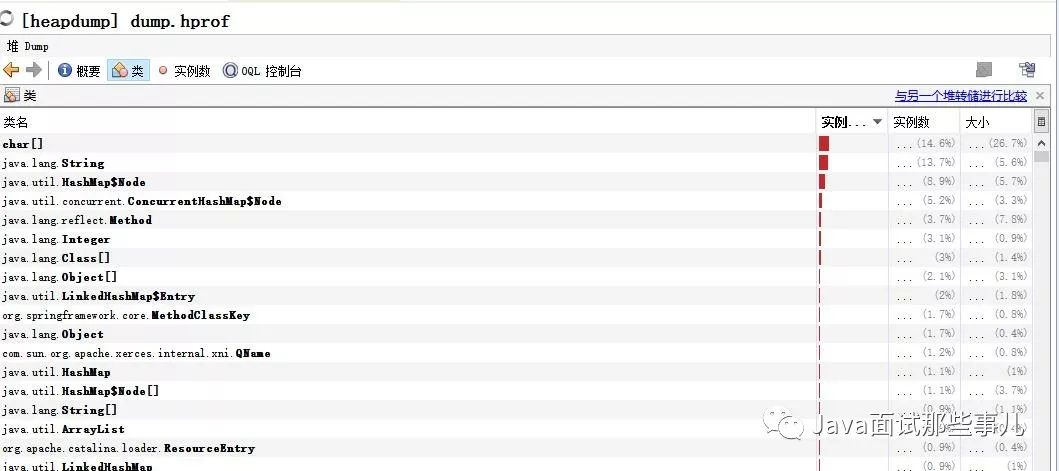 [heapdump] dump.hprof
堆 Dump
概要 类 实例数 OQL 控制台
类 与另一个堆转储进行比较
类名 实例... 实例数 大小
char[] ... (14.6%) ... (26.7%)
java.lang.String ... (13.7%) ... (5.6%)
java.util.HashMap$Node ... (8.9%) ... (5.7%)
java.util.concurrent.ConcurrentHashMap$Node ... (5.2%) ... (3.3%)
java.lang.reflect.Method ... (3.7%) ... (7.8%)
java.lang.Integer ... (3.1%) ... (0.9%)
java.lang.Class[] ... (3%) ... (1.4%)
java.lang.Object[] ... (2.1%) ... (3.1%)
java.util.LinkedHashMap$Entry ... (2%) ... (1.8%)
org.springframework.core.MethodClassKey ... (1.7%) ... (0.8%)
java.lang.Object ... (1.7%) ... (0.4%)
com.sun.org.apache.xerces.internal.xni.QName ... (1.2%) ... (0.8%)
java.util.HashMap ... (1.1%) ... (1%)
java.util.HashMap$Node[] ... (1.1%) ... (3.7%)
java.lang.String[] ... (0.9%) ... (1.1%)
java.util.ArrayList
org.apache.catalina.loader.ResourceEntry ... (0.9%) ... (0.4%)
java.util.LinkedHashMap ... (0.9%) ... (1%)
Java面试那些事儿